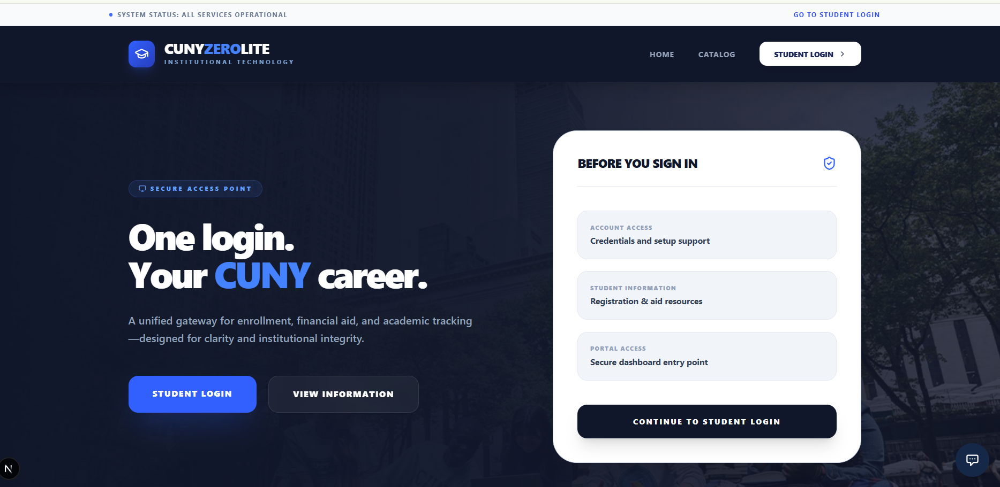 SYSTEM STATUS: ALL SERVICES OPERATIONAL
GO TO STUDENT LOGIN
CUNYZEROLITE
INSTITUTIONAL TECHNOLOGY
HOME
CATALOG
STUDENT LOGIN
SECURE ACCESS POINT
One login.
Your CUNY career.
A unified gateway for enrollment, financial aid, and academic tracking
—designed for clarity and institutional integrity.
STUDENT LOGIN
VIEW INFORMATION
BEFORE YOU SIGN IN
ACCOUNT ACCESS
Credentials and setup support
STUDENT INFORMATION
Registration & aid resources
PORTAL ACCESS
Secure dashboard entry point
CONTINUE TO STUDENT LOGIN
N